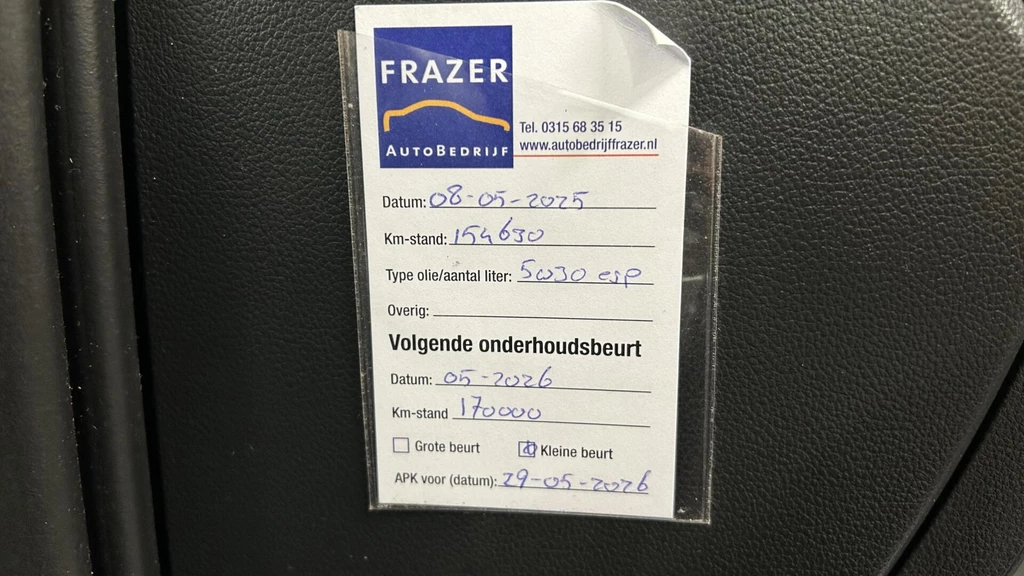 FRAZER
AUTOBEDRIJF
Tel. 0315 68 35 15
www.autobedrijffrazer.nl
Datum: 08-05-2025
Km-stand: 154630
Type olie/aantal liter: 5w30 esp
Overig:
Volgende onderhoudsbeurt
Datum: 05-2026
Km-stand 170000
Grote beurt Kleine beurt
APK voor (datum): 29-05-2026